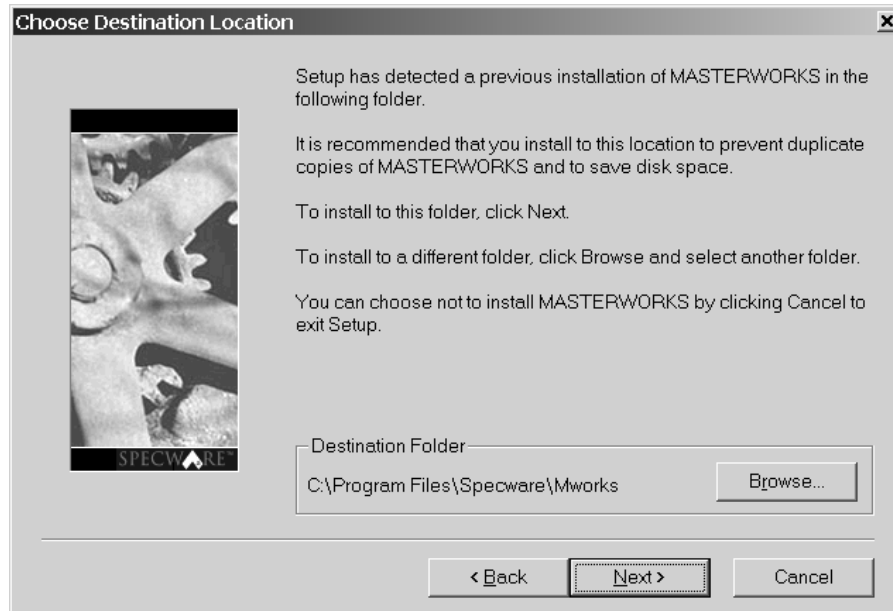 Choose Destination Location
Setup has detected a previous installation of MASTERWORKS in the
following folder.
It is recommended that you install to this location to prevent duplicate
copies of MASTERWORKS and to save disk space.
To install to this folder, click Next.
To install to a different folder, click Browse and select another folder.
You can choose not to install MASTERWORKS by clicking Cancel to
exit Setup.
SPECWARE™
Destination Folder
C:\Program Files\Specware\Mworks
Browse...
< Back
Next >
Cancel